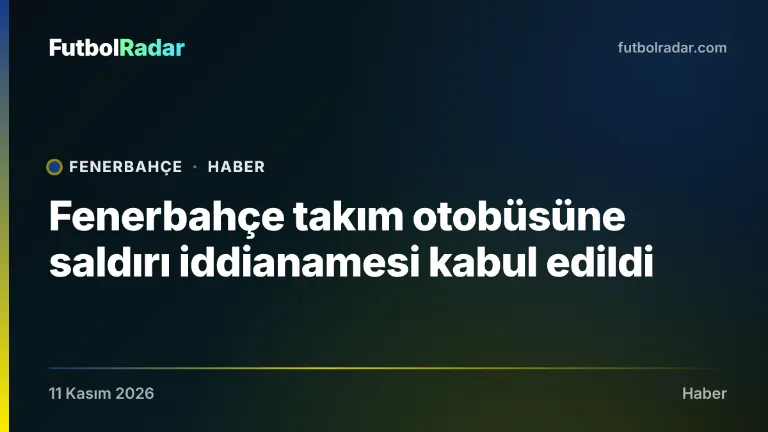 FutbolRadar
futbolradar.com
FENERBAHÇE · HABER
Fenerbahçe takım otobüsüne
saldırı iddianamesi kabul edildi
11 Kasım 2026
Haber